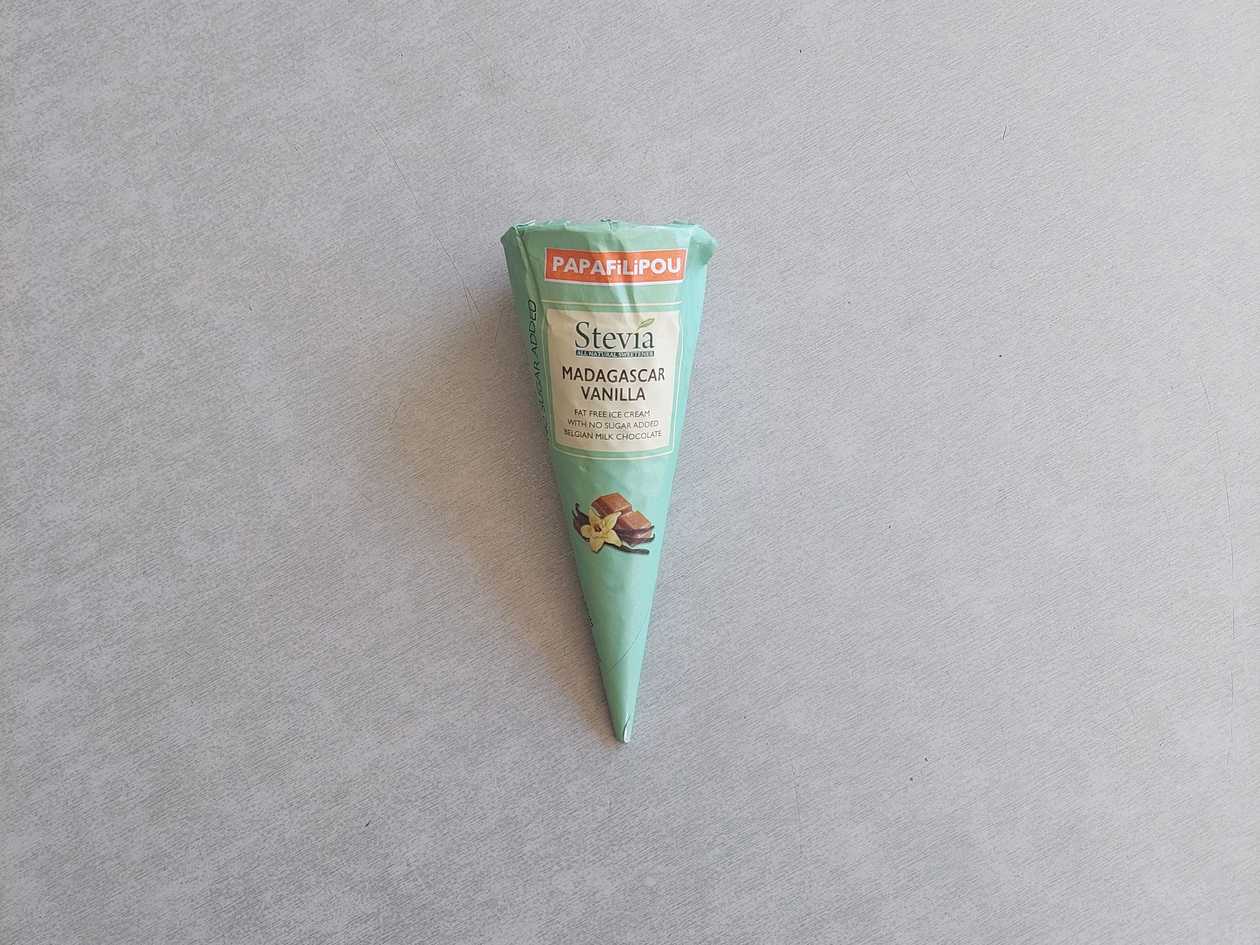 PAPAFiLiPOU
Stevia
ALL NATURAL SWEETENER
MADAGASCAR
VANILLA
FAT FREE ICE CREAM
WITH NO SUGAR ADDED
BELGIAN MILK CHOCOLATE
SUGAR ADDED